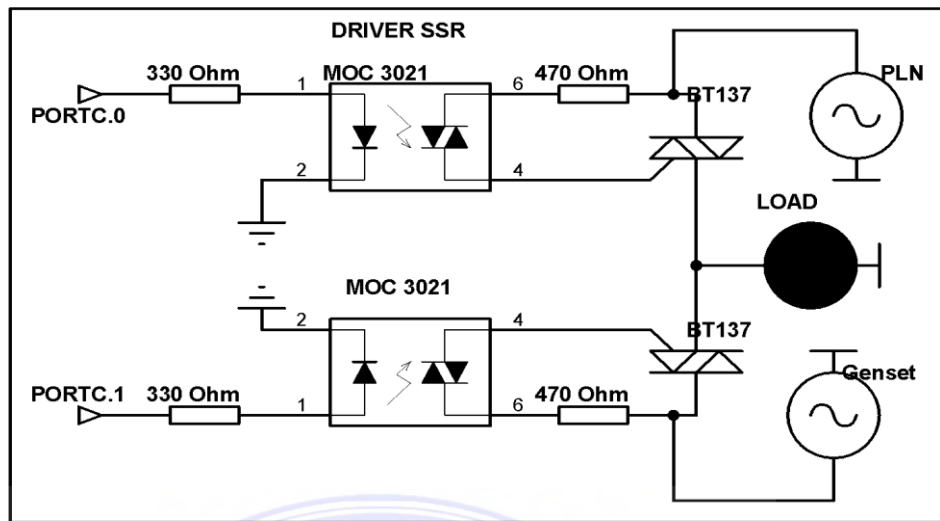 DRIVER SSR
330 Ohm
1
MOC 3021
6
470 Ohm
PLN
BT137
PORTC.0
2
4
LOAD
MOC 3021
2
4
BT137
Genset
PORTC.1
330 Ohm
1
6
470 Ohm